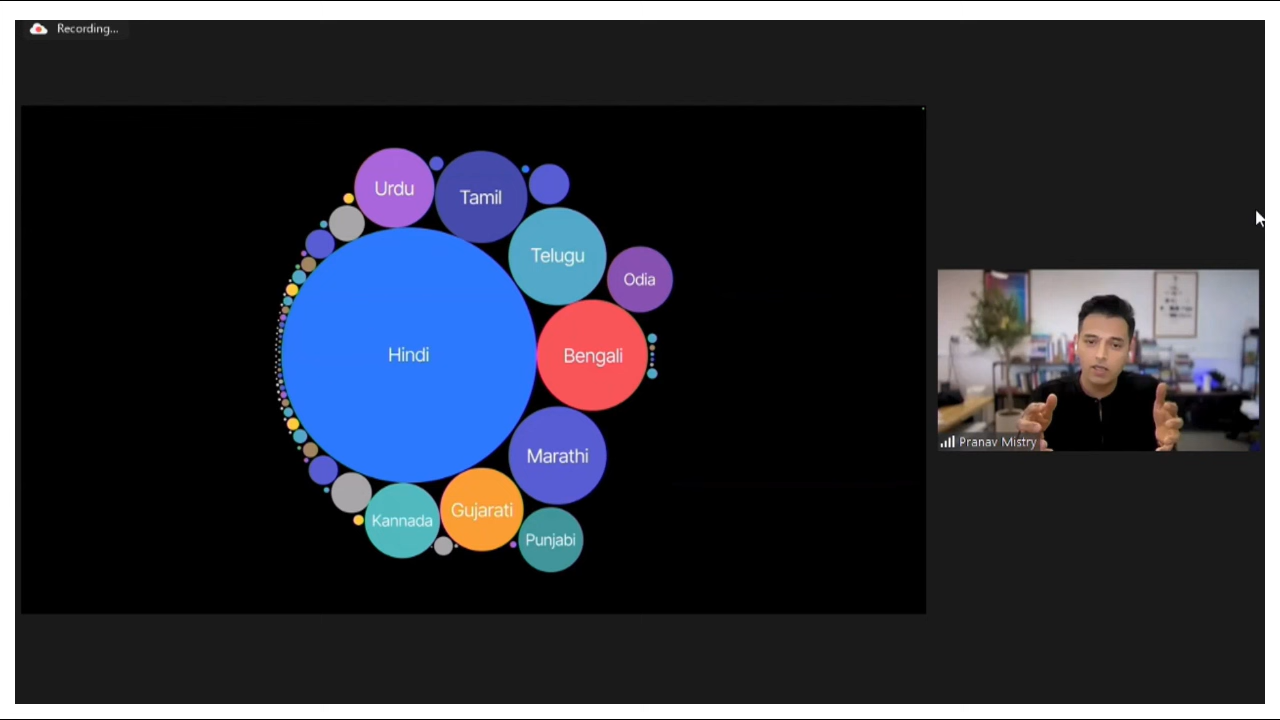 Recording...
Urdu
Tamil
Telugu
Odia
Hindi
Bengali
Marathi
Gujarati
Kannada
Punjabi
Pranav Mistry